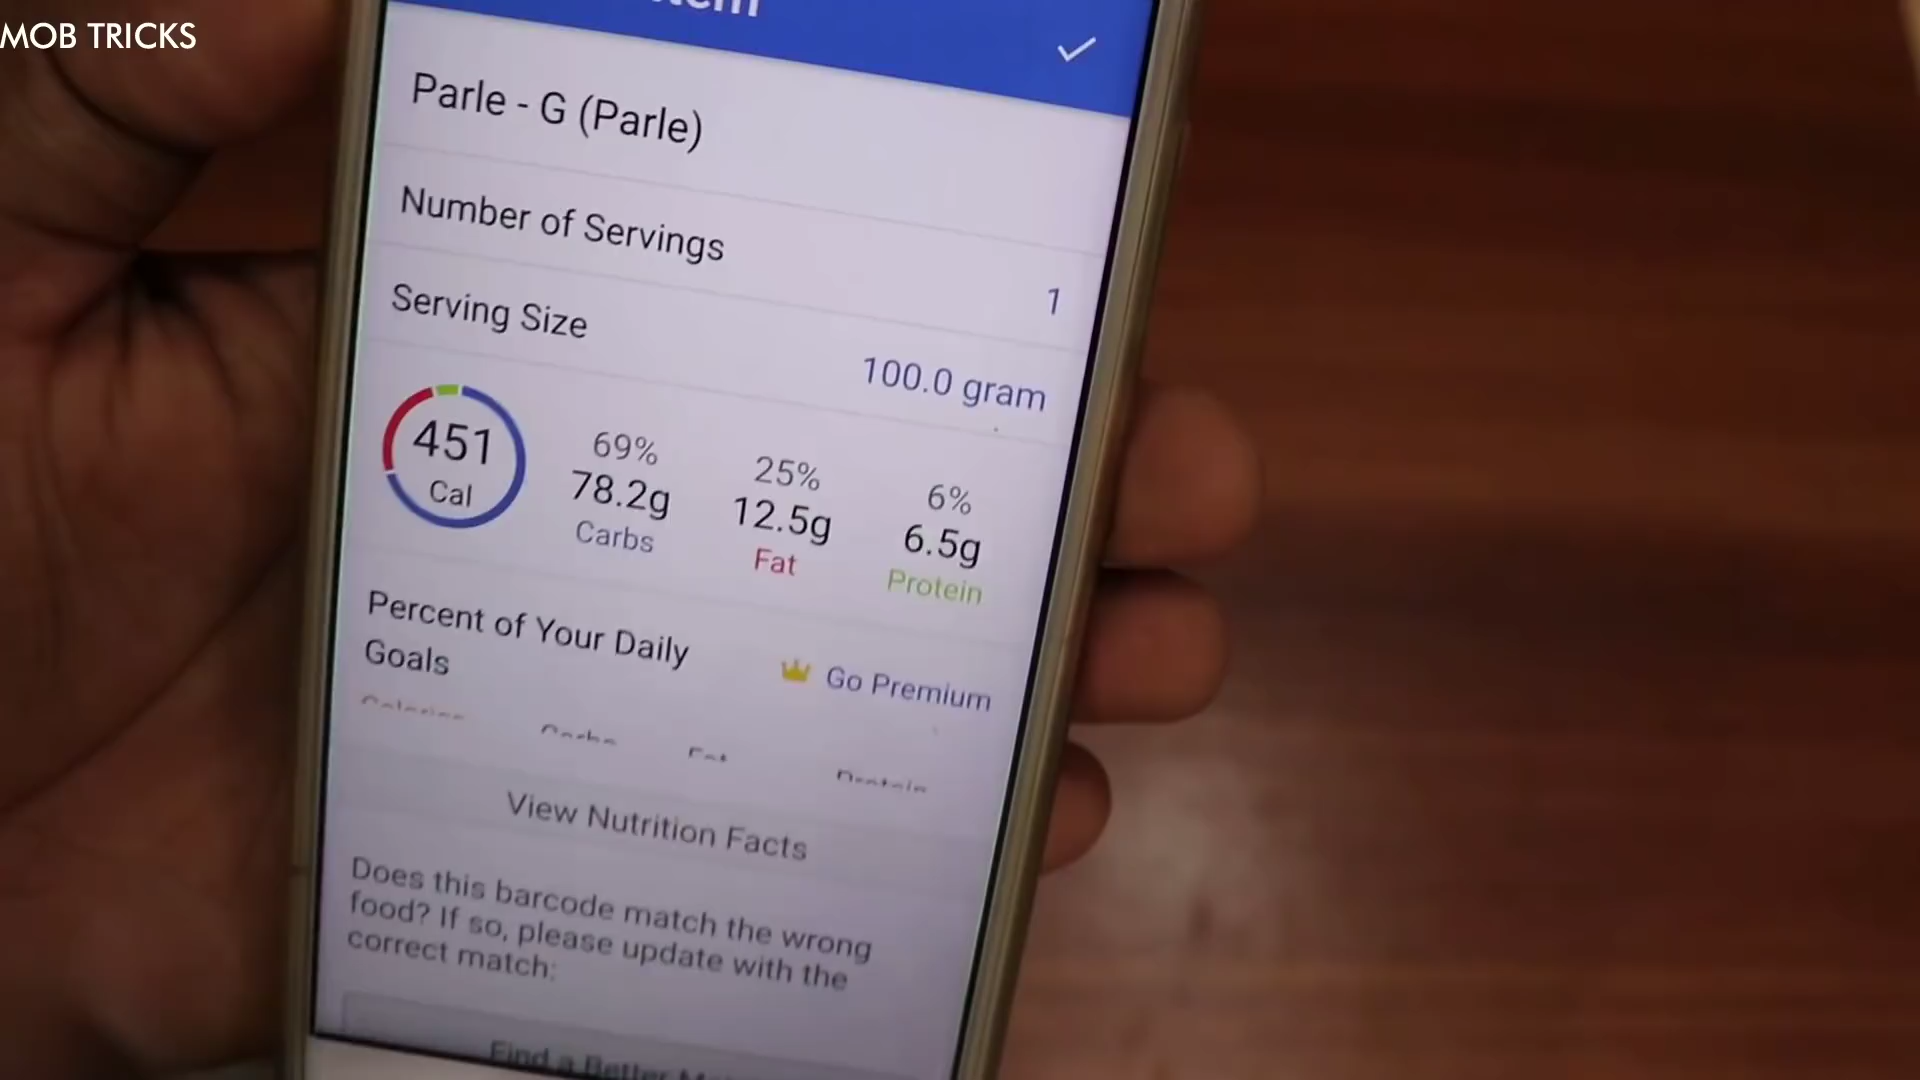 MOB TRICKS
Parle - G (Parle)
Number of Servings
1
Serving Size
100.0 gram
451
Cal
69%
78.2g
Carbs
25%
12.5g
Fat
6%
6.5g
Protein
Percent of Your Daily
Goals
Go Premium
View Nutrition Facts
Does this barcode match the wrong
food? If so, please update with the
correct match:
Find a Better